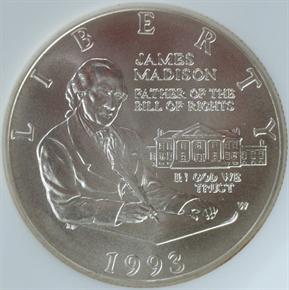 LIBERTY
JAMES
MADISON
FATHER OF THE
BILL OF RIGHTS
IN GOD WE
TRUST
W
1993